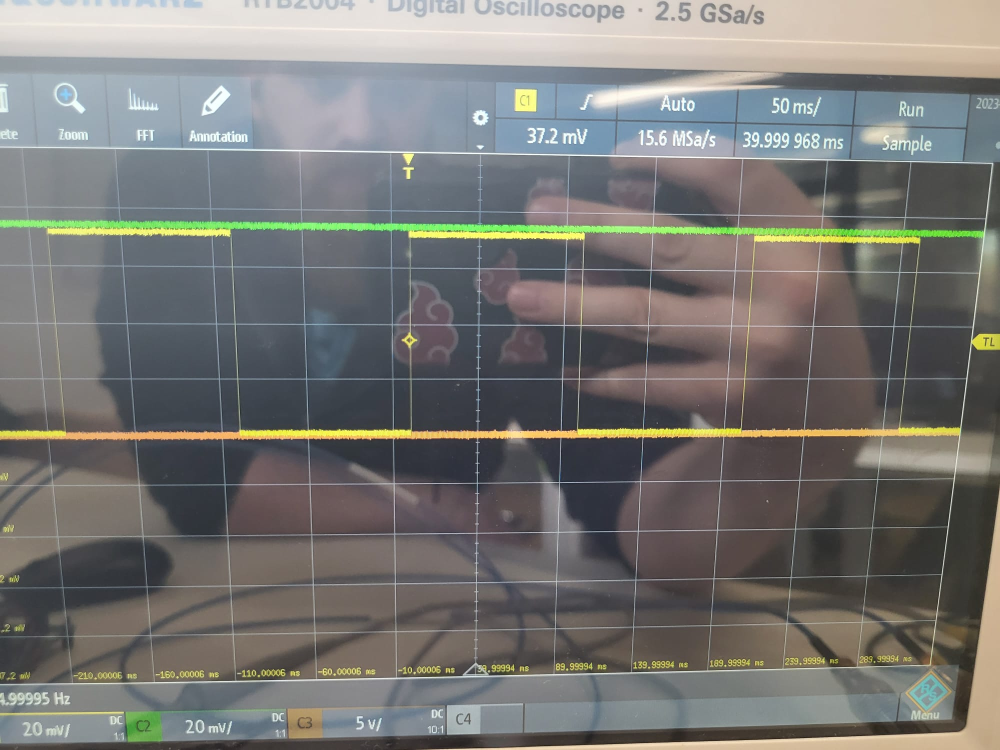 RTB2004 · Digital Oscilloscope · 2.5 GSa/s
Zoom
FFT
Annotation
C1
Auto
50 ms/
Run
2023-
37.2 mV
15.6 MSa/s
39.999 968 ms
Sample
T
TL
mV
mV
2 mV
.2 mV
7.2 mV
-210.00006 ms
-160.00006 ms
-110.00006 ms
-60.00006 ms
-10.00006 ms
39.99994 ms
89.99994 ms
139.99994 ms
189.99994 ms
239.99994 ms
289.99994 ms
4.99995 Hz
20 mV/
DC
1:1
C2
20 mV/
DC
1:1
C3
5 V/
DC
10:1
C4
R/S
Menu